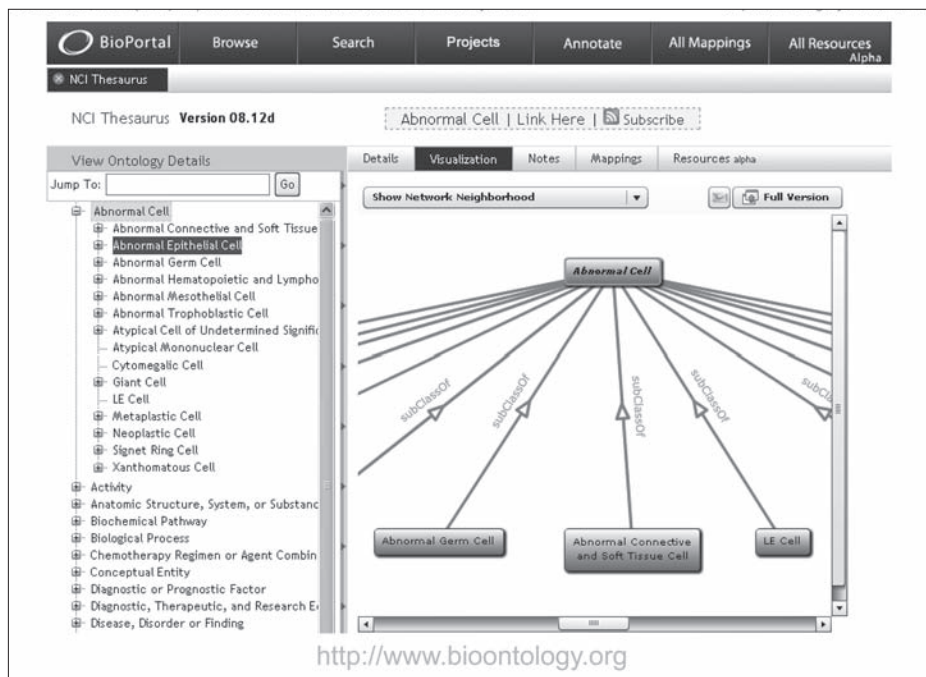 BioPortal Browse Search Projects Annotate All Mappings All Resources
Alpha
NCI Thesaurus
NCI Thesaurus Version 08.12d Abnormal Cell | Link Here | Subscribe
View Ontology Details
Jump To: Go
Abnormal Cell
Abnormal Connective and Soft Tissue
Abnormal Epithelial Cell
Abnormal Germ Cell
Abnormal Hematopoietic and Lympho
Abnormal Mesothelial Cell
Abnormal Trophoblastic Cell
Atypical Cell of Undetermined Signific
Atypical Mononuclear Cell
Cytomegalic Cell
Giant Cell
LE Cell
Metaplastic Cell
Neoplastic Cell
Signet Ring Cell
Xanthomatous Cell
Activity
Anatomic Structure, System, or Substanc
Biochemical Pathway
Biological Process
Chemotherapy Regimen or Agent Combin
Conceptual Entity
Diagnostic or Prognostic Factor
Diagnostic, Therapeutic, and Research E
Disease, Disorder or Finding
Details Visualization Notes Mappings Resources alpha
Show Network Neighborhood Full Version
Abnormal Cell
subClassOf
subClassOf
subClassOf
subClassOf
subCla
Abnormal Germ Cell
Abnormal Connective
and Soft Tissue Cell
LE Cell
http://www.bioontology.org